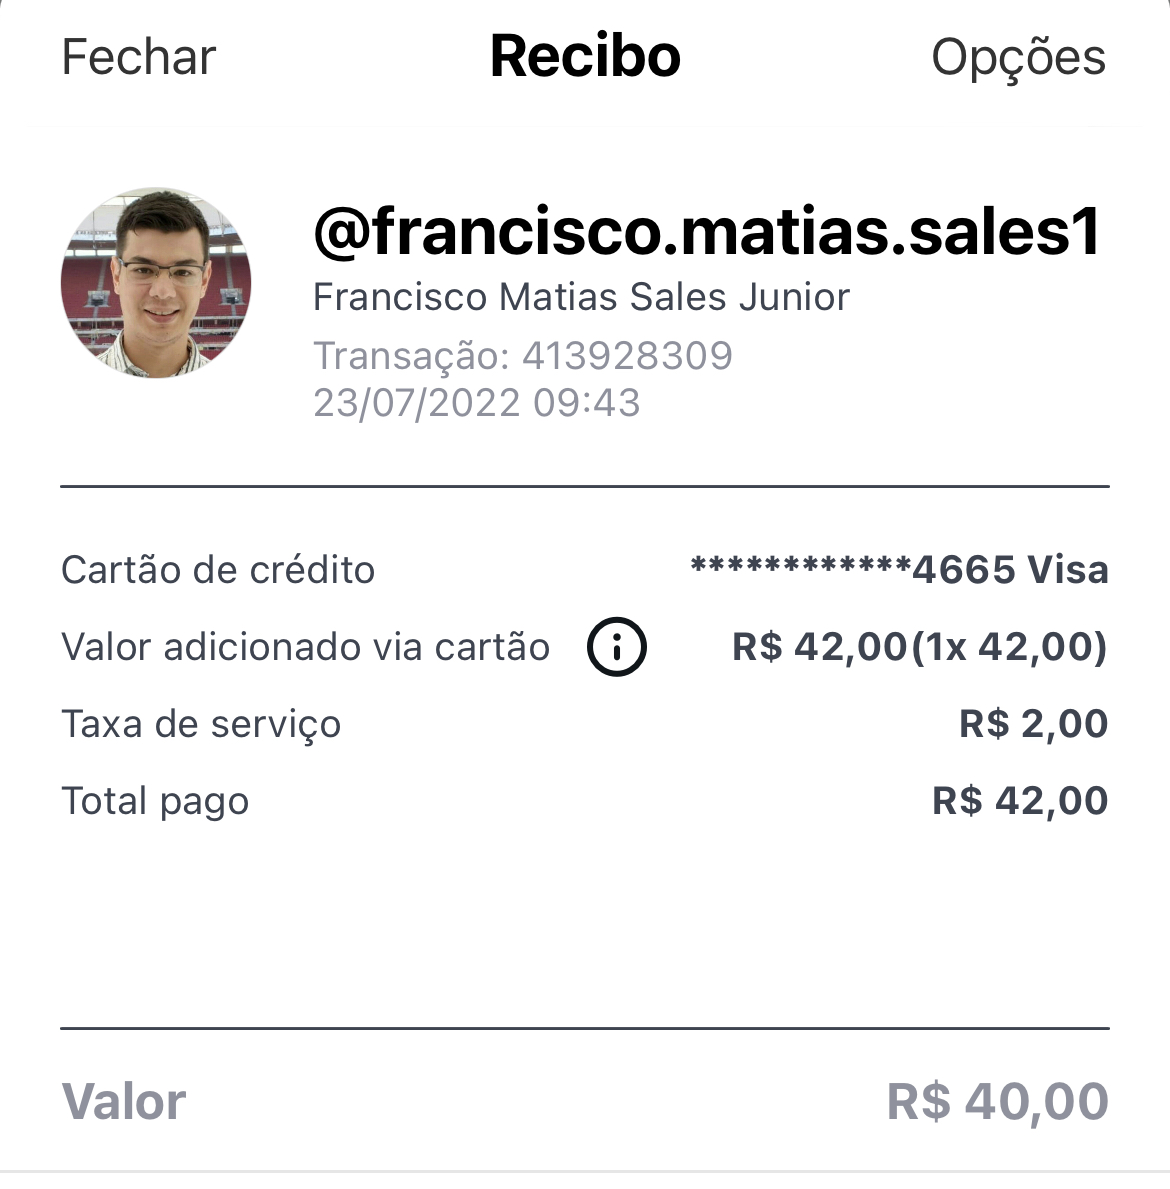 Fechar Recibo Opções
@francisco.matias.sales1
Francisco Matias Sales Junior
Transação: 413928309
23/07/2022 09:43
Cartão de crédito ************4665 Visa
Valor adicionado via cartão R$ 42,00(1x 42,00)
Taxa de serviço R$ 2,00
Total pago R$ 42,00
Valor R$ 40,00